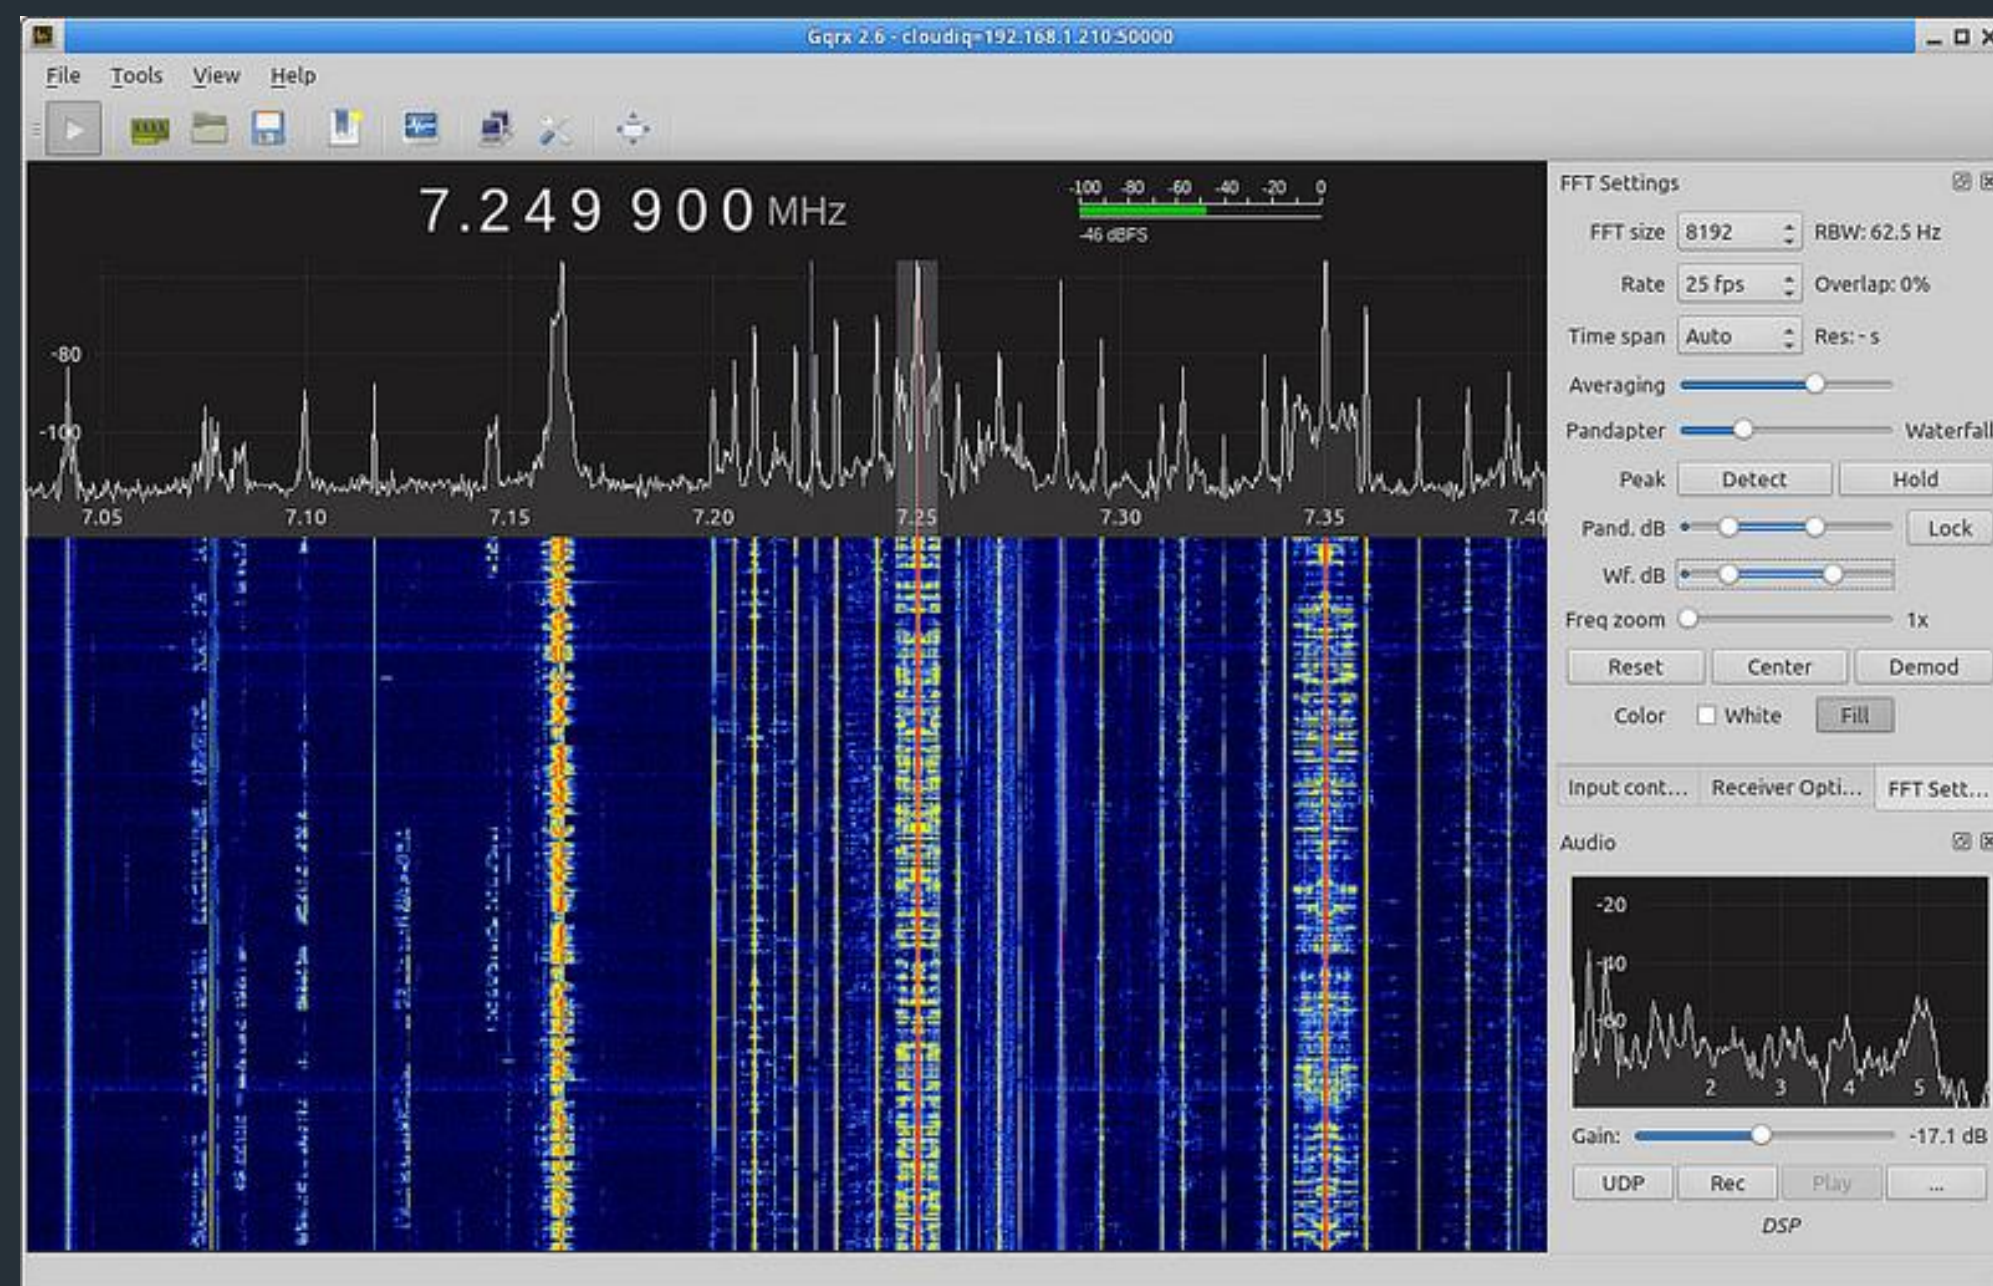 Gqrx 2.6 - cloudiq=192.168.1.210:50000
File Tools View Help
7.249 900 MHz
-100 -80 -60 -40 -20 0
-46 dBFS
-80
-100
7.05 7.10 7.15 7.20 7.25 7.30 7.35 7.40
FFT Settings
FFT size 8192 RBW: 62.5 Hz
Rate 25 fps Overlap: 0%
Time span Auto Res: - s
Averaging
Pandapter Waterfall
Peak Detect Hold
Pand. dB Lock
Wf. dB
Freq zoom 1x
Reset Center Demod
Color White Fill
Input cont... Receiver Opti... FFT Sett...
Audio
-20
-40
-60
2 3 4 5
Gain: -17.1 dB
UDP Rec Play ...
DSP